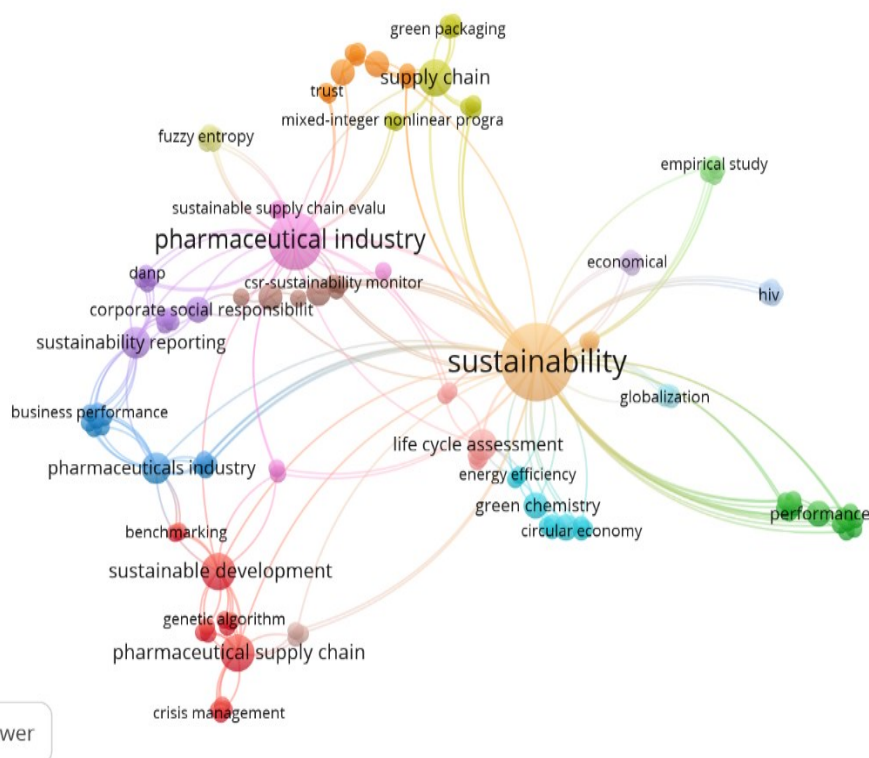 green packaging
supply chain
trust
mixed-integer nonlinear progra
fuzzy entropy
empirical study
sustainable supply chain evalu
pharmaceutical industry
economical
danp
csr-sustainability monitor
hiv
corporate social responsibilit
sustainability reporting
sustainability
globalization
business performance
life cycle assessment
pharmaceuticals industry
energy efficiency
green chemistry
performance
benchmarking
circular economy
sustainable development
genetic algorithm
pharmaceutical supply chain
crisis management
wer